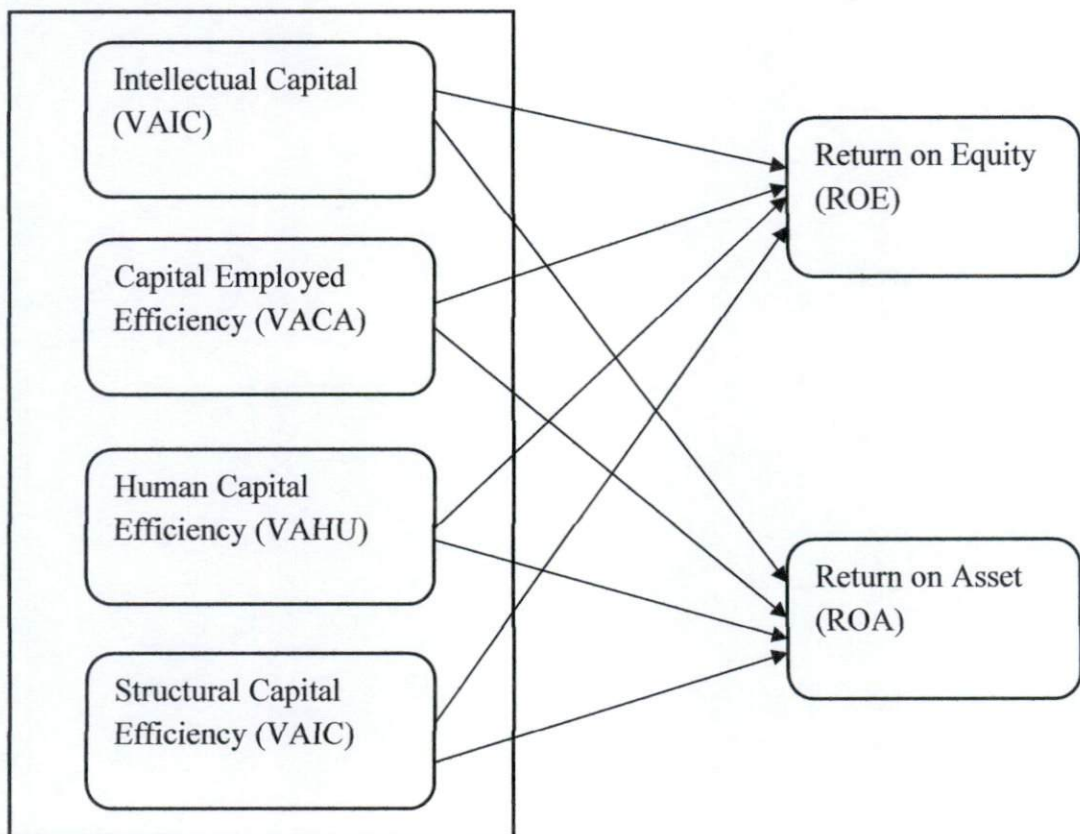 Intellectual Capital
(VAIC)
Capital Employed
Efficiency (VACA)
Human Capital
Efficiency (VAHU)
Structural Capital
Efficiency (VAIC)
Return on Equity
(ROE)
Return on Asset
(ROA)